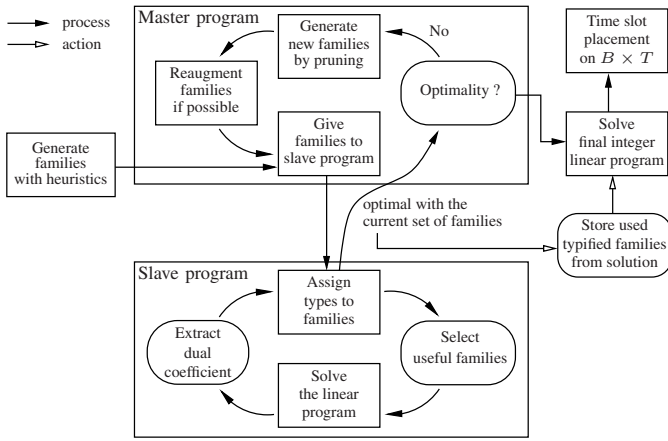 process
action
Master program
Generate
new families
by pruning
No
Reaugment
families
if possible
Optimality ?
Give
families to
slave program
Generate
families
with heuristics
Time slot
placement
on B × T
Solve
final integer
linear program
optimal with the
current set of families
Store used
typified families
from solution
Slave program
Assign
types to
families
Extract
dual
coefficient
Select
useful families
Solve
the linear
program